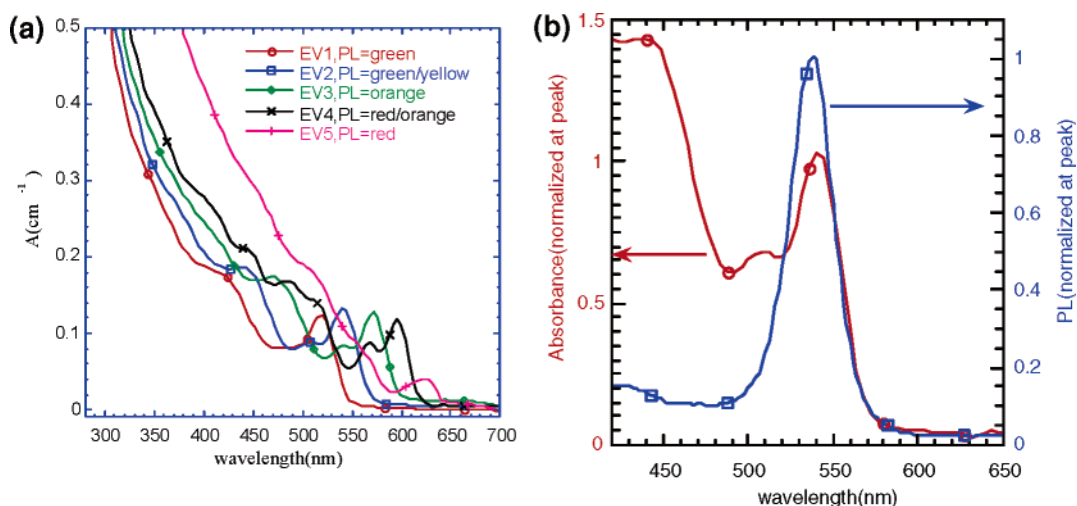 (a)
0.5
0.4
0.3
0.2
0.1
0
A(cm⁻¹)
EV1,PL=green
EV2,PL=green/yellow
EV3,PL=orange
EV4,PL=red/orange
EV5,PL=red
300 350 400 450 500 550 600 650 700
wavelength(nm)
(b)
1.5
1
0.5
0
Absorbance(normalized at peak)
1
0.8
0.6
0.4
0.2
0
PL(normalized at peak)
450 500 550 600 650
wavelength(nm)